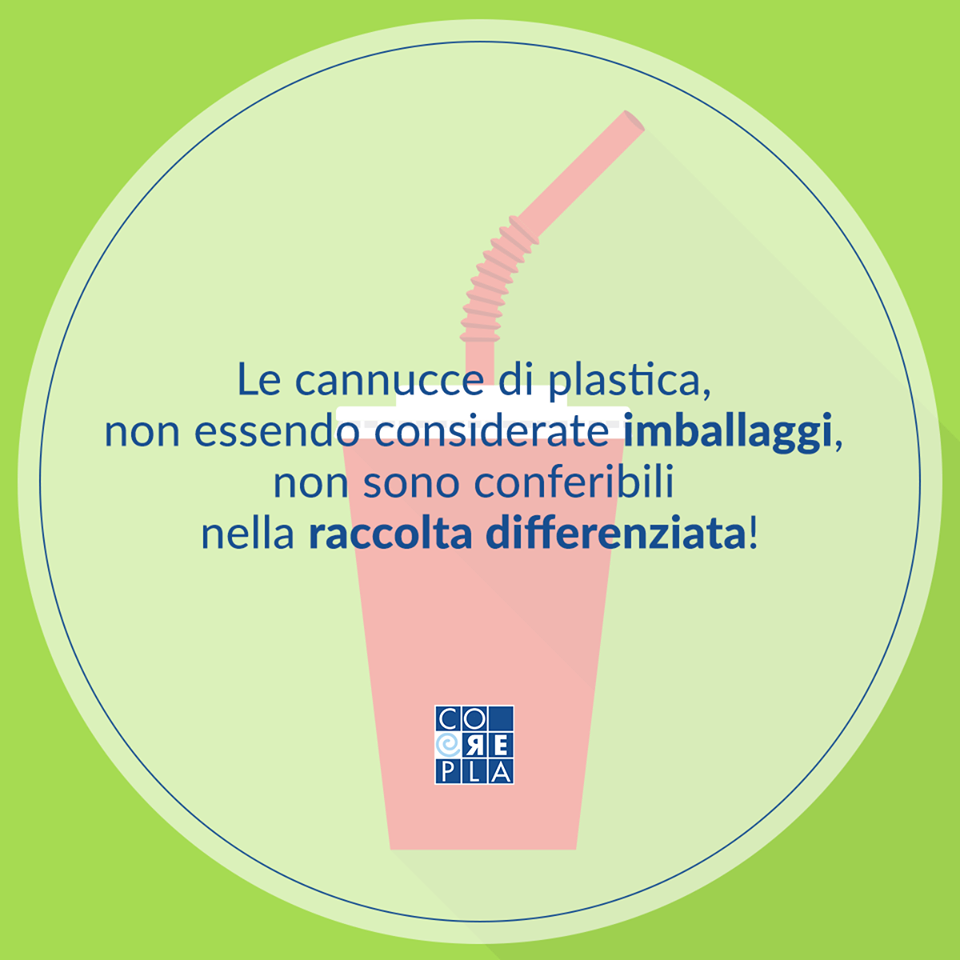 Le cannucce di plastica,
non essendo considerate imballaggi,
non sono conferibili
nella raccolta differenziata!
CO
RE
PLA